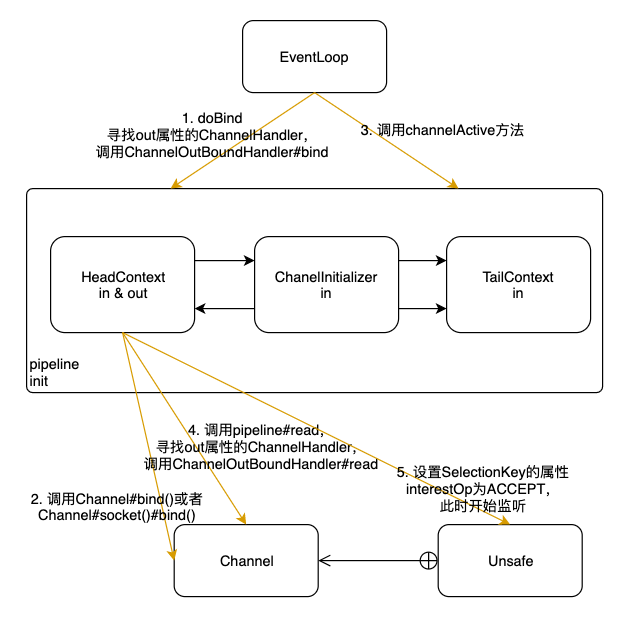 EventLoop
1. doBind
寻找out属性的ChannelHandler，
调用ChannelOutBoundHandler#bind
3. 调用channelActive方法
HeadContext
in & out
ChanelInitializer
in
TailContext
in
pipeline
init
4. 调用pipeline#read，
寻找out属性的ChannelHandler，
调用ChannelOutBoundHandler#read
5. 设置SelectionKey的属性
interestOp为ACCEPT，
此时开始监听
2. 调用Channel#bind()或者
Channel#socket()#bind()
Channel
Unsafe